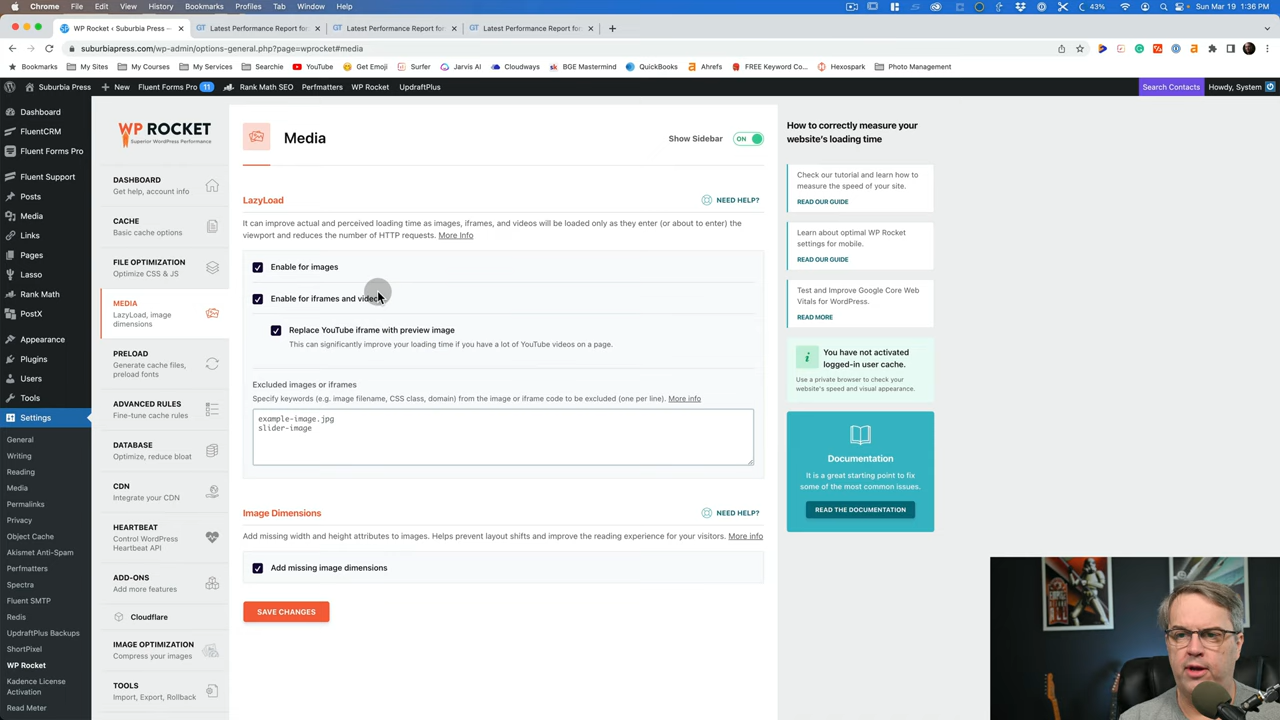 Chrome File Edit View History Bookmarks Profiles Tab Window Help
43% Sun Mar 19 1:36 PM
WP Rocket ‹ Suburbia Press —
Latest Performance Report for
Latest Performance Report for
Latest Performance Report for
suburbiapress.com/wp-admin/options-general.php?page=wprocket#media
Bookmarks My Sites My Courses My Services Searchie YouTube Get Emoji Surfer Jarvis AI Cloudways BGE Mastermind QuickBooks Ahrefs FREE Keyword Co... Hexospark Photo Management
Suburbia Press New Fluent Forms Pro 11 Rank Math SEO Perfmatters WP Rocket UpdraftPlus Search Contacts Howdy, System
Dashboard
FluentCRM
Fluent Forms Pro
Fluent Support
Posts
Media
Links
Pages
Lasso
Rank Math
PostX
Appearance
Plugins
Users
Tools
Settings
General
Writing
Reading
Media
Permalinks
Privacy
Object Cache
Akismet Anti-Spam
Perfmatters
Spectra
Fluent SMTP
Redis
UpdraftPlus Backups
ShortPixel
WP Rocket
Kadence License
Activation
Read Meter
WP ROCKET
Superior WordPress Performance
DASHBOARD
Get help, account info
CACHE
Basic cache options
FILE OPTIMIZATION
Optimize CSS & JS
MEDIA
LazyLoad, image
dimensions
PRELOAD
Generate cache files,
preload fonts
ADVANCED RULES
Fine-tune cache rules
DATABASE
Optimize, reduce bloat
CDN
Integrate your CDN
HEARTBEAT
Control WordPress
Heartbeat API
ADD-ONS
Add more features
Cloudflare
IMAGE OPTIMIZATION
Compress your images
TOOLS
Import, Export, Rollback
Media
Show Sidebar ON
LazyLoad
NEED HELP?
It can improve actual and perceived loading time as images, iframes, and videos will be loaded only as they enter (or about to enter) the
viewport and reduces the number of HTTP requests. More Info
Enable for images
Enable for iframes and videos
Replace YouTube iframe with preview image
This can significantly improve your loading time if you have a lot of YouTube videos on a page.
Excluded images or iframes
Specify keywords (e.g. image filename, CSS class, domain) from the image or iframe code to be excluded (one per line). More info
example-image.jpg
slider-image
Image Dimensions
NEED HELP?
Add missing width and height attributes to images. Helps prevent layout shifts and improve the reading experience for your visitors. More info
Add missing image dimensions
SAVE CHANGES
How to correctly measure your
website's loading time
Check our tutorial and learn how to
measure the speed of your site.
READ OUR GUIDE
Learn about optimal WP Rocket
settings for mobile.
READ OUR GUIDE
Test and Improve Google Core Web
Vitals for WordPress.
READ MORE
You have not activated
logged-in user cache.
Use a private browser to check your
website's speed and visual appearance.
Documentation
It is a great starting point to fix
some of the most common issues.
READ THE DOCUMENTATION